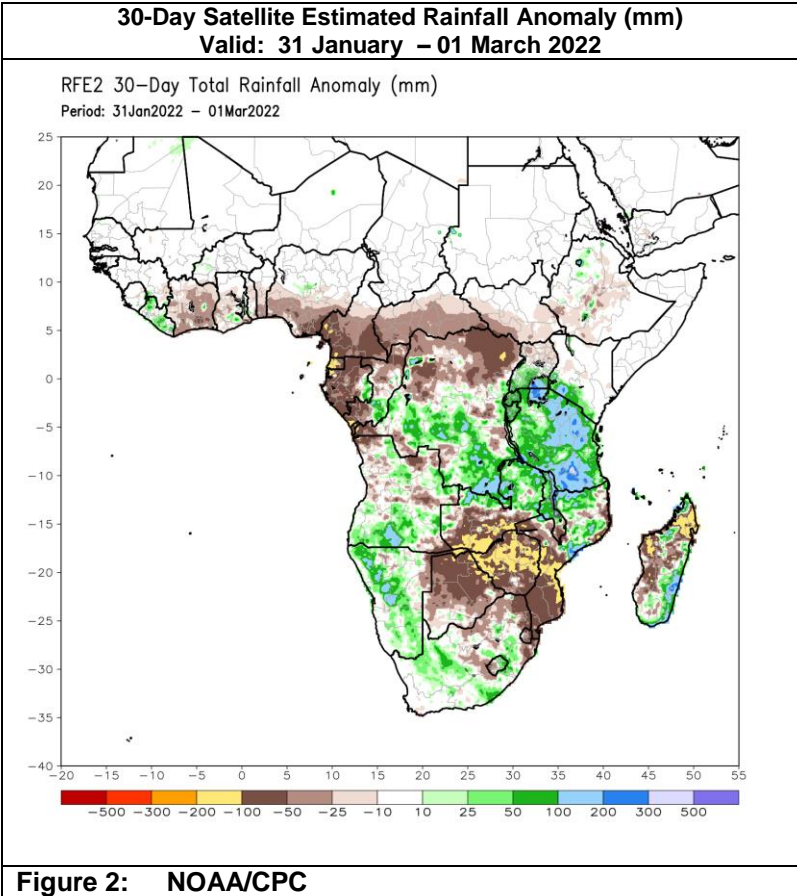 30-Day Satellite Estimated Rainfall Anomaly (mm)
Valid: 31 January – 01 March 2022
RFE2 30-Day Total Rainfall Anomaly (mm)
Period: 31Jan2022 – 01Mar2022
25
20
15
10
5
0
-5
-10
-15
-20
-25
-30
-35
-40
-20 -15 -10 -5 0 5 10 15 20 25 30 35 40 45 50 55
-500 -300 -200 -100 -50 -25 -10 10 25 50 100 200 300 500
Figure 2: NOAA/CPC